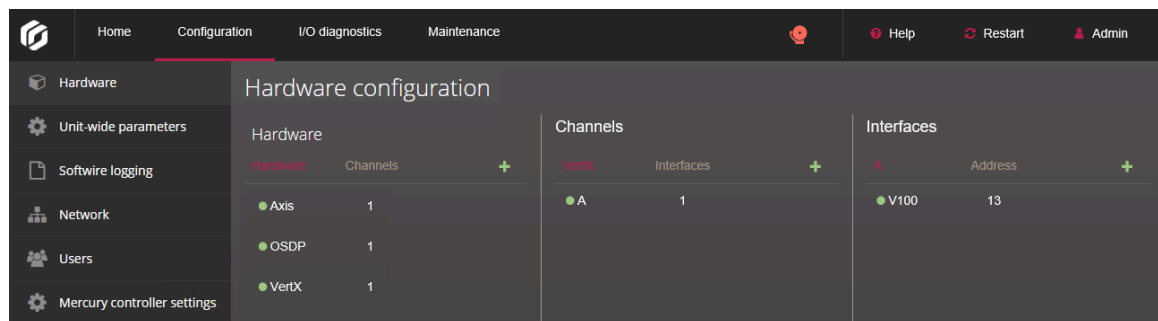 Home Configuration I/O diagnostics Maintenance Help Restart Admin
Hardware
Unit-wide parameters
Softwire logging
Network
Users
Mercury controller settings
Hardware configuration
Hardware
Hardware Channels +
Axis 1
OSDP 1
VertX 1
Channels
VertX Interfaces +
A 1
Interfaces
A Address +
V100 13